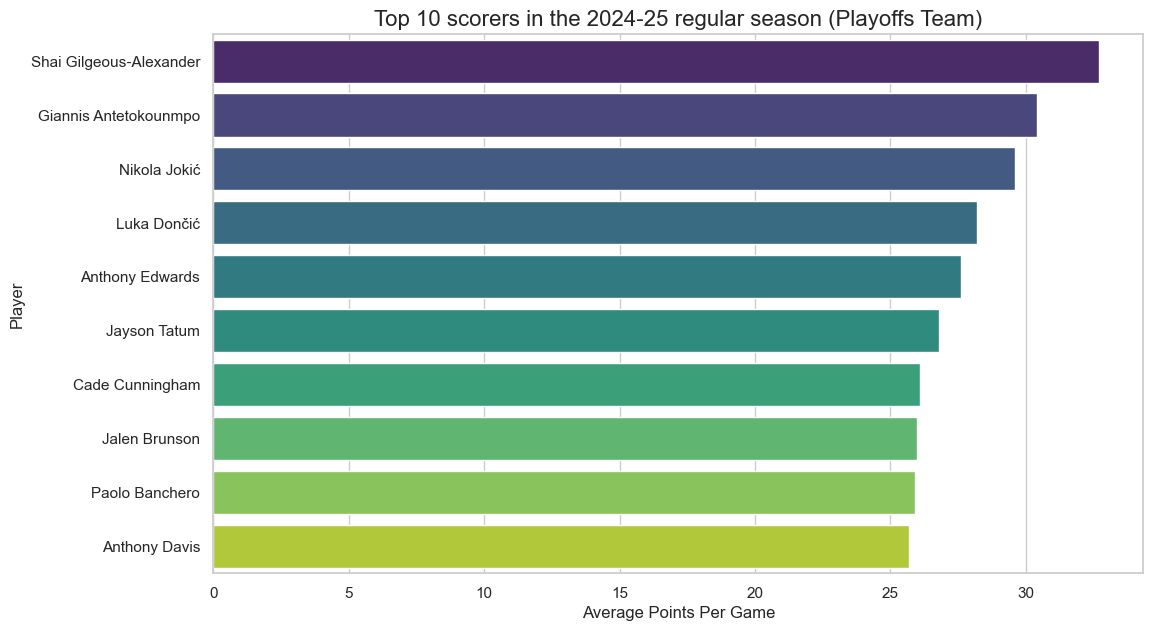 Top 10 scorers in the 2024-25 regular season (Playoffs Team)
Player
Shai Gilgeous-Alexander
Giannis Antetokounmpo
Nikola Jokić
Luka Dončić
Anthony Edwards
Jayson Tatum
Cade Cunningham
Jalen Brunson
Paolo Banchero
Anthony Davis
0 5 10 15 20 25 30
Average Points Per Game